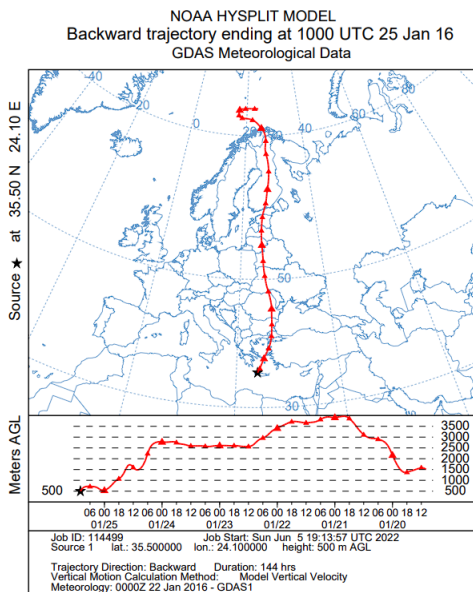 NOAA HYSPLIT MODEL
Backward trajectory ending at 1000 UTC 25 Jan 16
GDAS Meteorological Data
Source ★ at 35.50 N 24.10 E
-40
-20
0
20
40
60
80
50
40
30
Meters AGL
500
3500
3000
2500
2000
1500
1000
500
06 00 18 12 06 00 18 12 06 00 18 12 06 00 18 12 06 00 18 12 06 00 18 12
01/25 01/24 01/23 01/22 01/21 01/20
Job ID: 114499 Job Start: Sun Jun 5 19:13:57 UTC 2022
Source 1 lat.: 35.500000 lon.: 24.100000 height: 500 m AGL
Trajectory Direction: Backward Duration: 144 hrs
Vertical Motion Calculation Method: Model Vertical Velocity
Meteorology: 0000Z 22 Jan 2016 - GDAS1